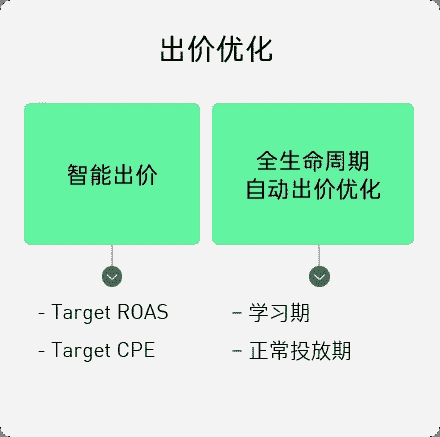 出价优化
智能出价
全生命周期
自动出价优化
- Target ROAS
- Target CPE
- 学习期
- 正常投放期